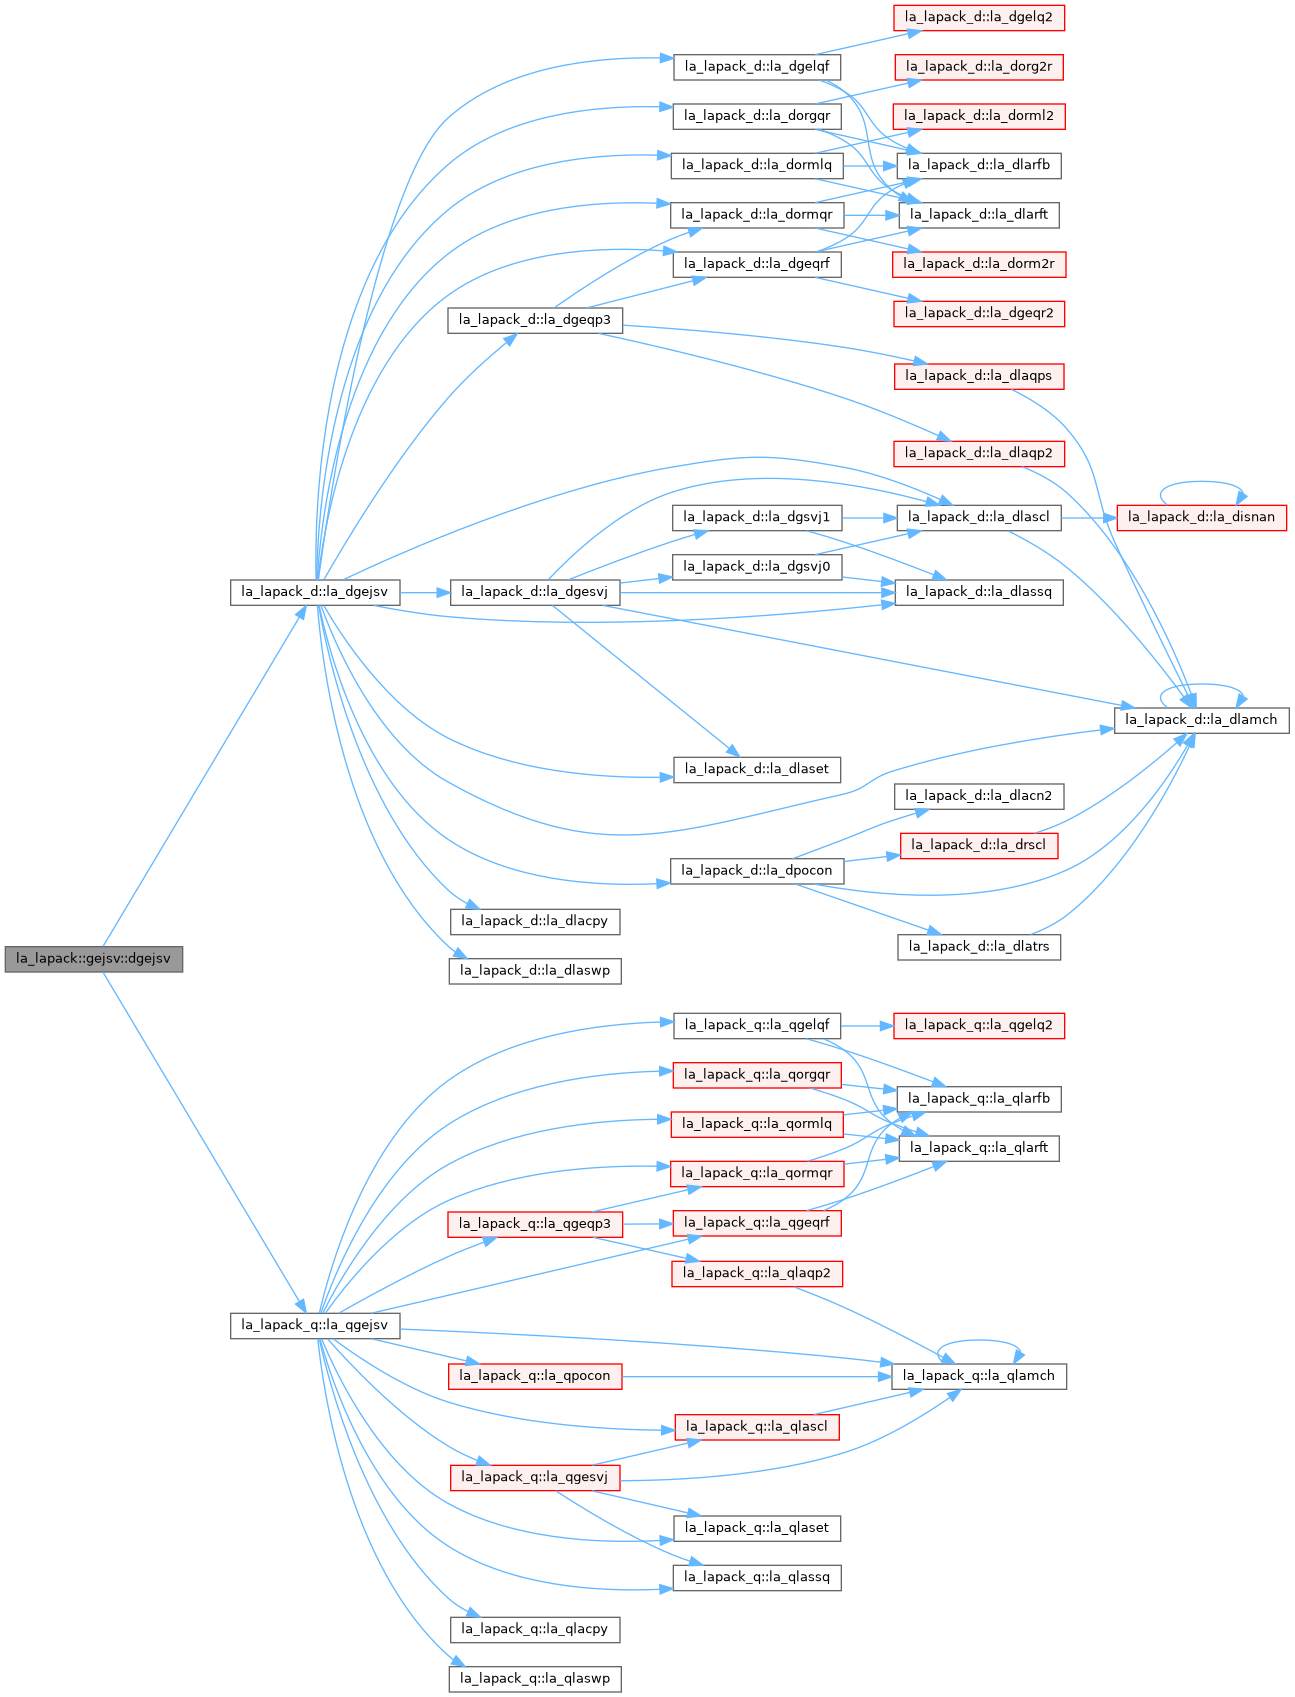 la_lapack_d::la_dgelq2
la_lapack_d::la_dgelqf
la_lapack_d::la_dorg2r
la_lapack_d::la_dorgqr
la_lapack_d::la_dorml2
la_lapack_d::la_dormlq
la_lapack_d::la_dlarfb
la_lapack_d::la_dormqr
la_lapack_d::la_dlarft
la_lapack_d::la_dgeqrf
la_lapack_d::la_dorm2r
la_lapack_d::la_dgeqp3
la_lapack_d::la_dgeqr2
la_lapack_d::la_dlaqps
la_lapack_d::la_dlaqp2
la_lapack_d::la_dgsvj1
la_lapack_d::la_dlascl
la_lapack_d::la_disnan
la_lapack_d::la_dgsvj0
la_lapack_d::la_dgejsv
la_lapack_d::la_dgesvj
la_lapack_d::la_dlassq
la_lapack_d::la_dlamch
la_lapack_d::la_dlaset
la_lapack_d::la_dlacn2
la_lapack_d::la_drscl
la_lapack_d::la_dpocon
la_lapack_d::la_dlacpy
la_lapack_d::la_dlatrs
la_lapack::gejsv::dgejsv
la_lapack_d::la_dlaswp
la_lapack_q::la_qgelqf
la_lapack_q::la_qgelq2
la_lapack_q::la_qorgqr
la_lapack_q::la_qlarfb
la_lapack_q::la_qormlq
la_lapack_q::la_qlarft
la_lapack_q::la_qormqr
la_lapack_q::la_qgeqp3
la_lapack_q::la_qgeqrf
la_lapack_q::la_qlaqp2
la_lapack_q::la_qgejsv
la_lapack_q::la_qpocon
la_lapack_q::la_qlamch
la_lapack_q::la_qlascl
la_lapack_q::la_qgesvj
la_lapack_q::la_qlaset
la_lapack_q::la_qlassq
la_lapack_q::la_qlacpy
la_lapack_q::la_qlaswp